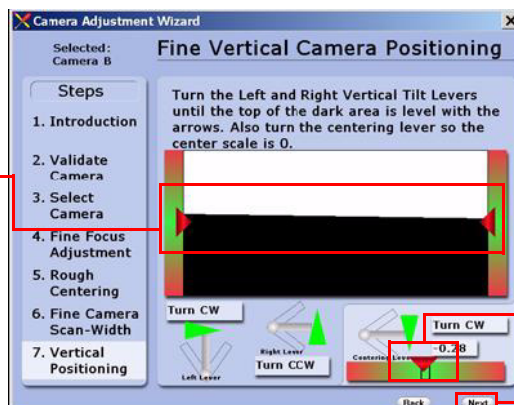 Camera Adjustment Wizard
Selected:
Camera B
Fine Vertical Camera Positioning
Steps
1. Introduction
2. Validate
Camera
3. Select
Camera
4. Fine Focus
Adjustment
5. Rough
Centering
6. Fine Camera
Scan-Width
7. Vertical
Positioning
Turn the Left and Right Vertical Tilt Levers
until the top of the dark area is level with the
arrows. Also turn the centering lever so the
center scale is 0.
Turn CW
Left Lever
Right Lever
Turn CCW
Turn CW
-0.28
Centering Lever
Back
Next